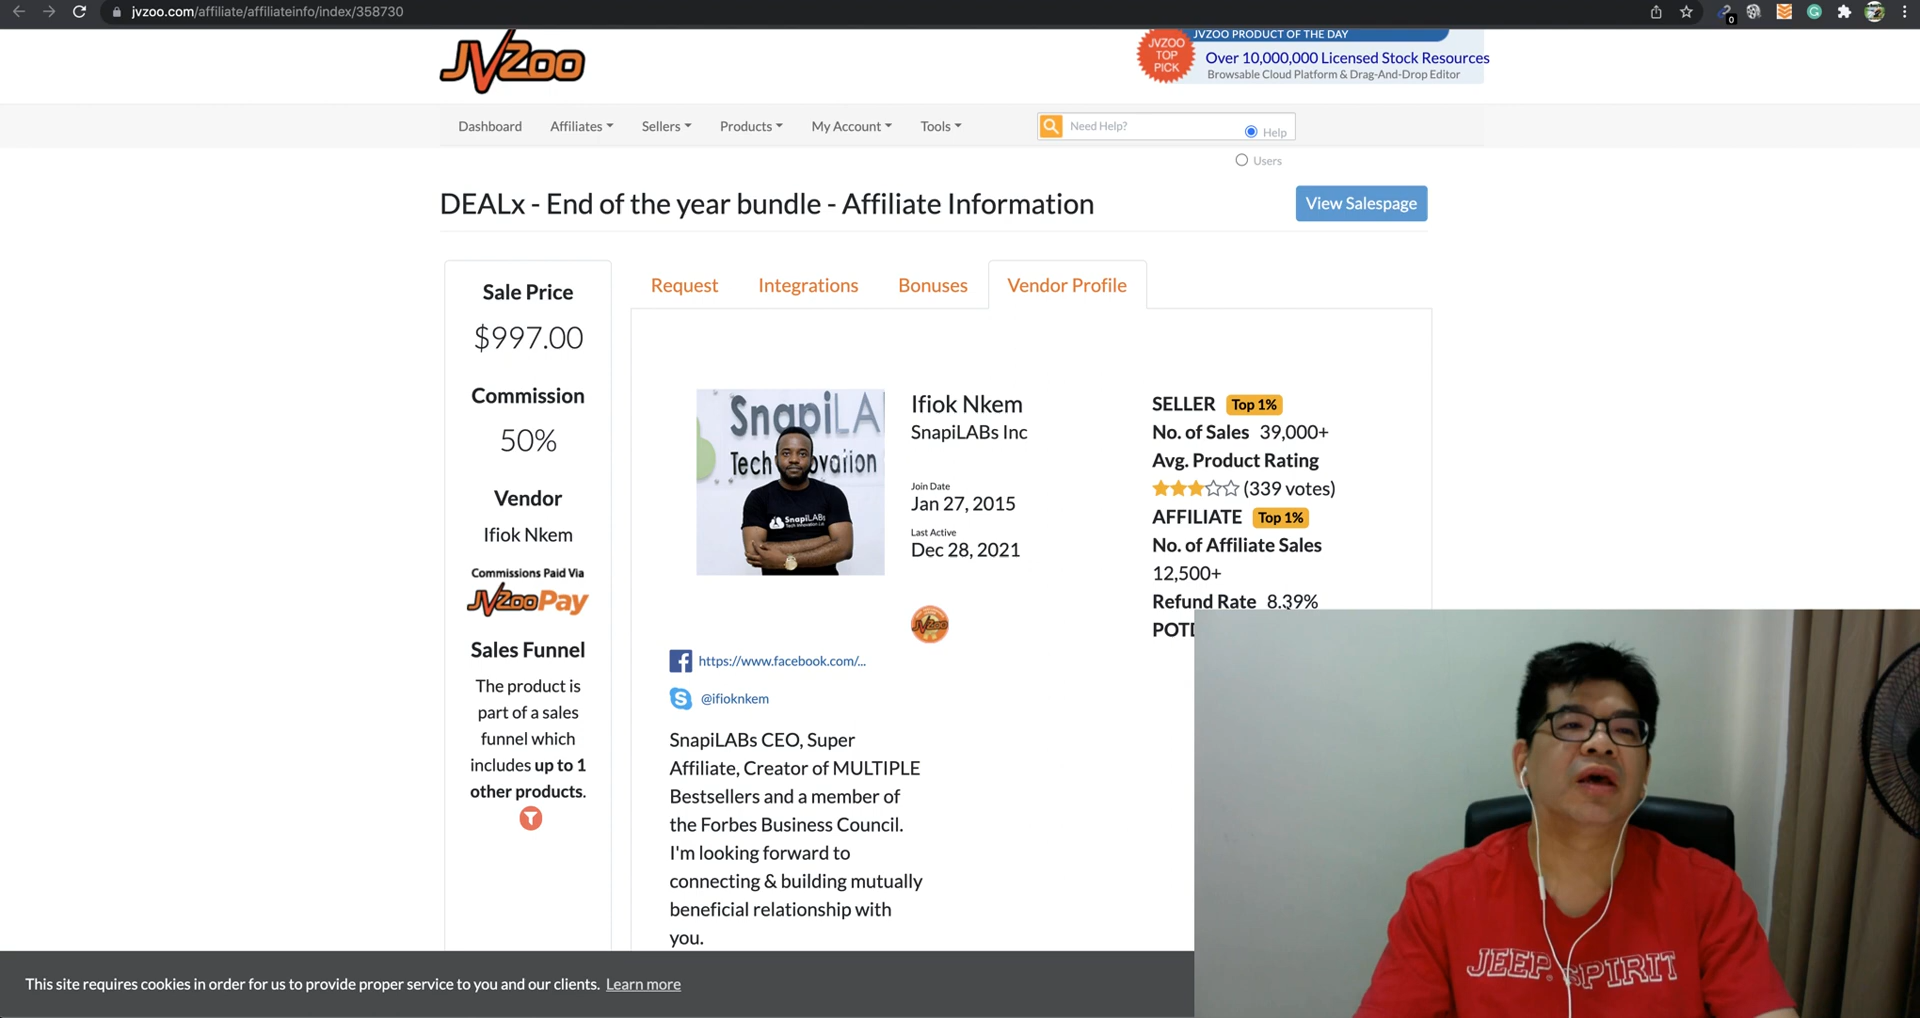 jvzoo.com/affiliate/affiliateinfo/index/358730
0
JVZOO
JVZOO TOP PICK
JVZOO PRODUCT OF THE DAY
Over 10,000,000 Licensed Stock Resources
Browsable Cloud Platform & Drag-And-Drop Editor
Dashboard Affiliates Sellers Products My Account Tools
Need Help?
Help
Users
DEALx - End of the year bundle - Affiliate Information
View Salespage
Sale Price
$997.00
Commission
50%
Vendor
Ifiok Nkem
Commissions Paid Via
JVZooPay
Sales Funnel
The product is
part of a sales
funnel which
includes up to 1
other products.
Request Integrations Bonuses Vendor Profile
SnapiLA
Tech
SnapiLABs
Ifiok Nkem
SnapiLABs Inc
Join Date
Jan 27, 2015
Last Active
Dec 28, 2021
JVZoo
SELLER Top 1%
No. of Sales 39,000+
Avg. Product Rating
(339 votes)
AFFILIATE Top 1%
No. of Affiliate Sales
12,500+
Refund Rate 8.39%
https://www.facebook.com/...
@ifioknkem
SnapiLABs CEO, Super
Affiliate, Creator of MULTIPLE
Bestsellers and a member of
the Forbes Business Council.
I'm looking forward to
connecting & building mutually
beneficial relationship with
you.
This site requires cookies in order for us to provide proper service to you and our clients. Learn more
JEEP SPIRIT